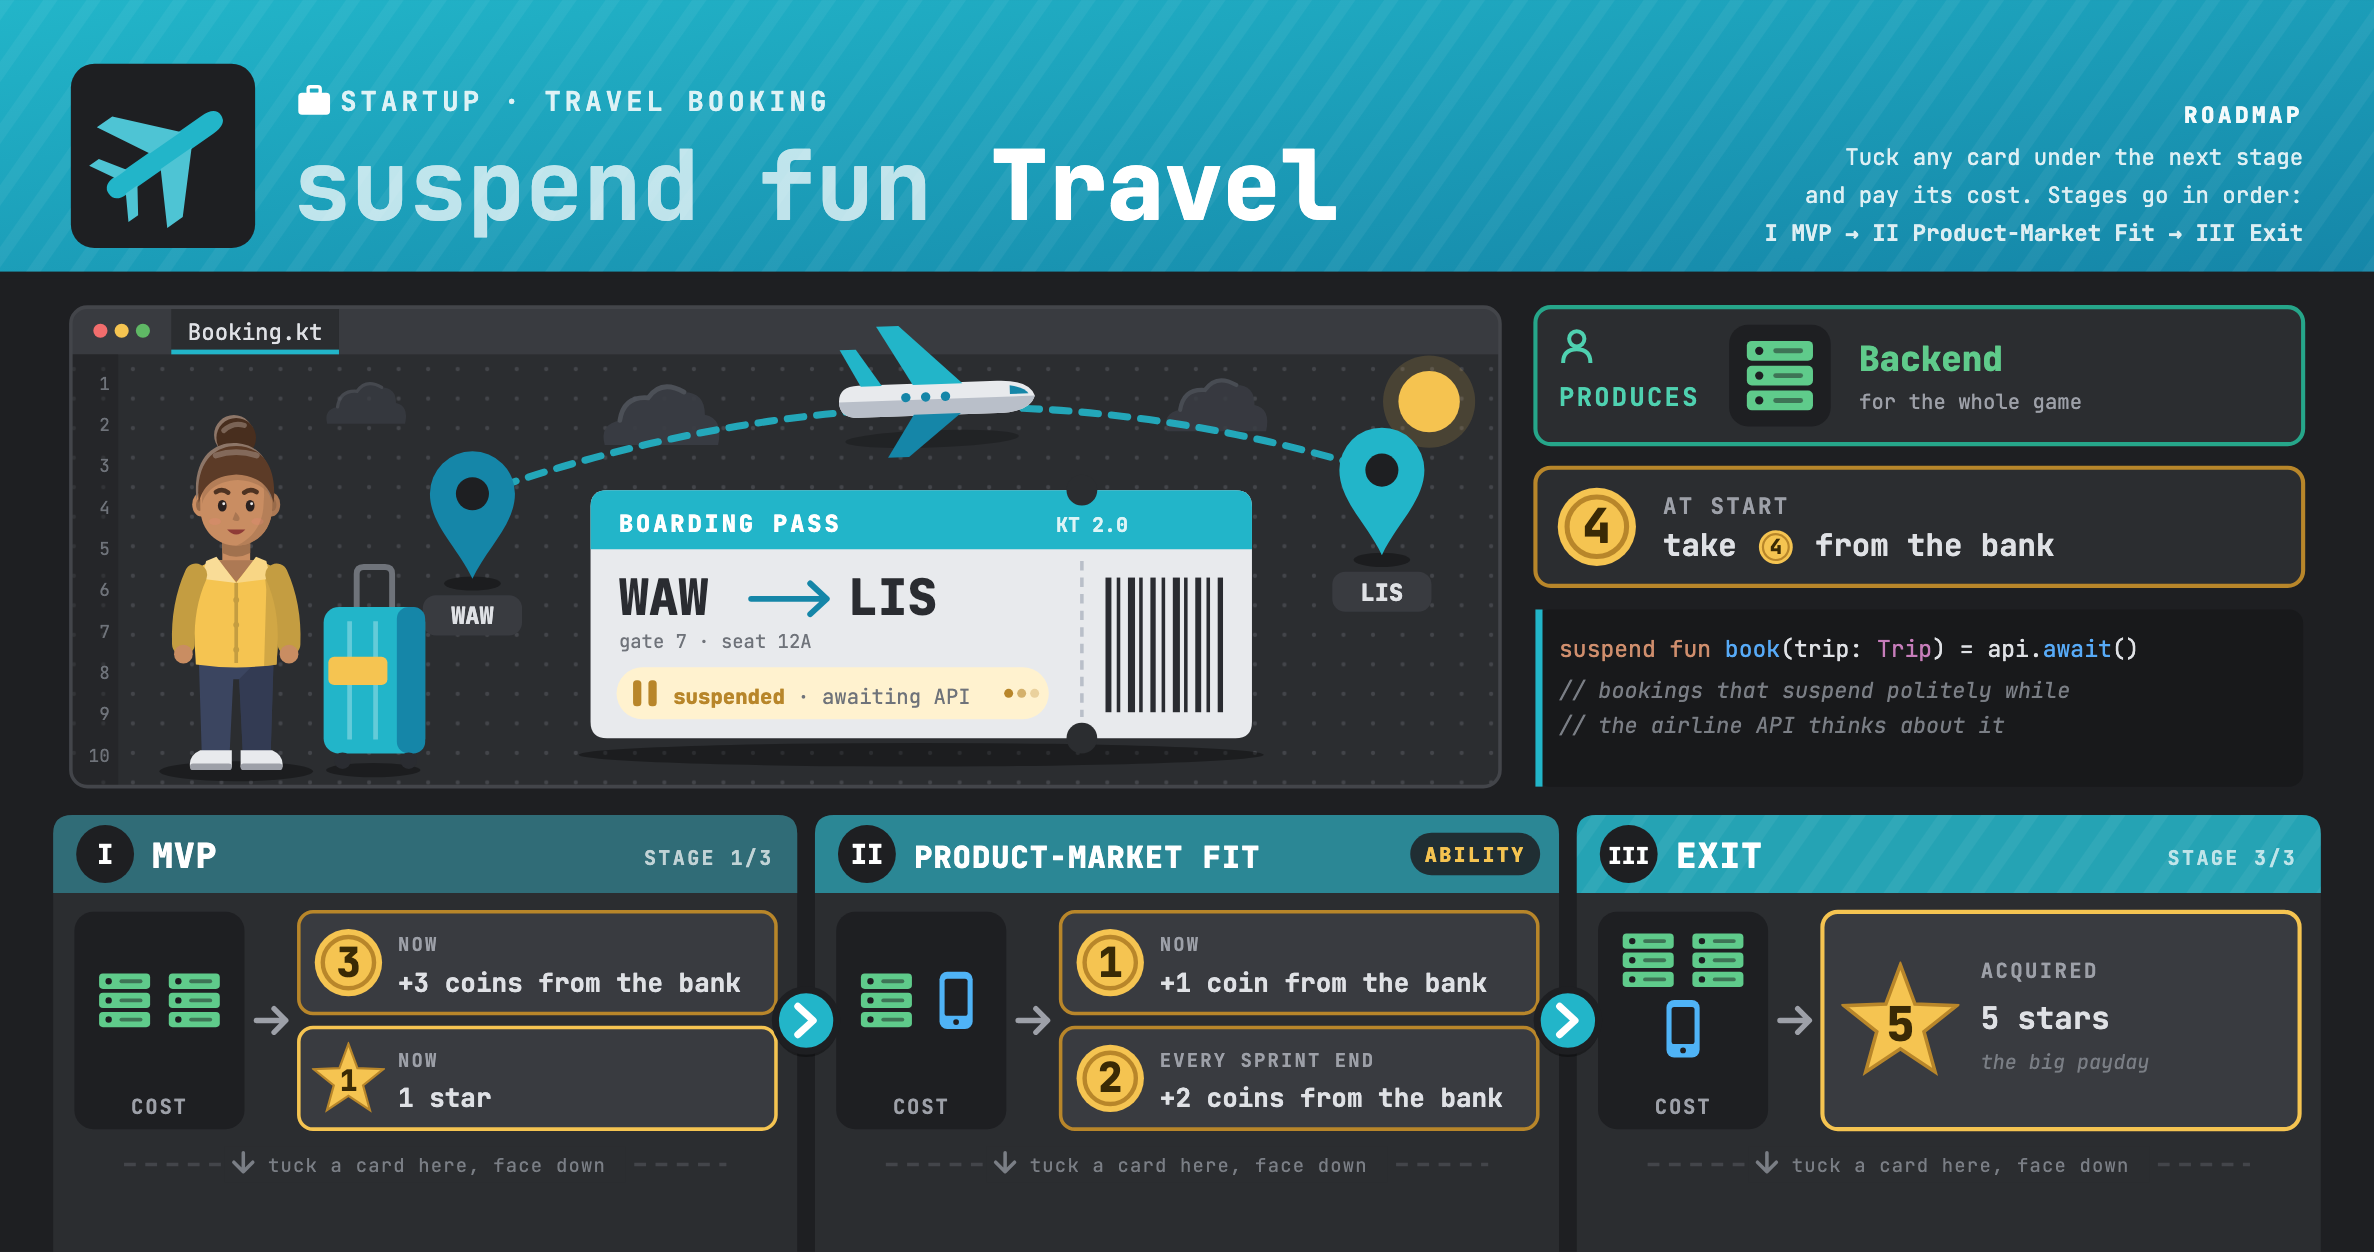 STARTUP · TRAVEL BOOKING
suspend fun Travel
ROADMAP
Tuck any card under the next stage
and pay its cost. Stages go in order:
I MVP → II Product-Market Fit → III Exit
Booking.kt
1
2
3
4
5
6
7
8
9
10
WAW
BOARDING PASS
KT 2.0
WAW → LIS
gate 7 · seat 12A
suspended · awaiting API
LIS
PRODUCES
Backend
for the whole game
4
AT START
take 4 from the bank
suspend fun book(trip: Trip) = api.await()
// bookings that suspend politely while
// the airline API thinks about it
I MVP
STAGE 1/3
COST
3
NOW
+3 coins from the bank
1
NOW
1 star
tuck a card here, face down
II PRODUCT-MARKET FIT
ABILITY
COST
1
NOW
+1 coin from the bank
2
EVERY SPRINT END
+2 coins from the bank
tuck a card here, face down
III EXIT
STAGE 3/3
COST
5
ACQUIRED
5 stars
the big payday
tuck a card here, face down